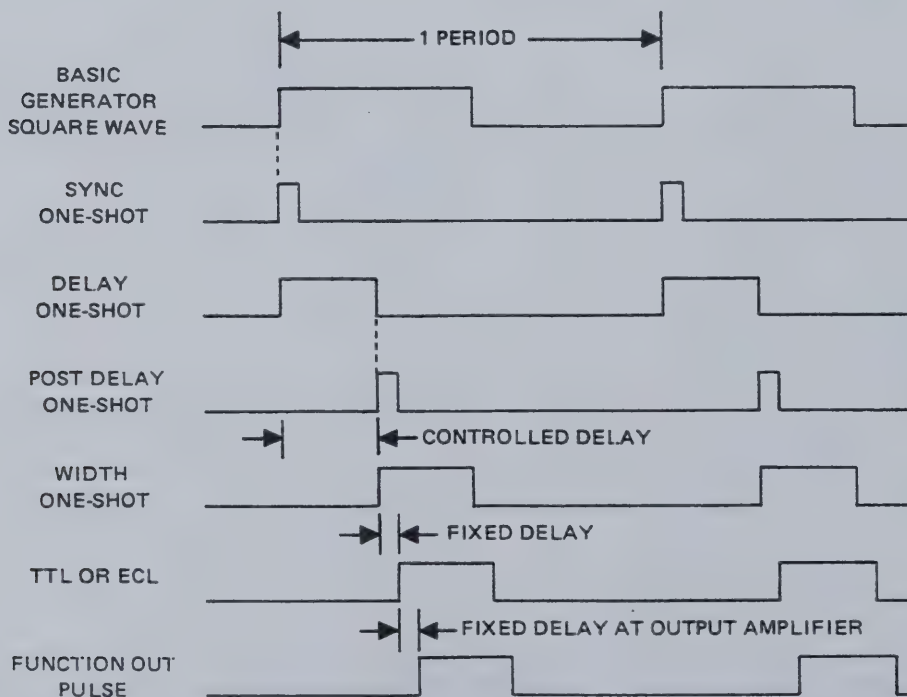 1 PERIOD
BASIC
GENERATOR
SQUARE WAVE
SYNC
ONE-SHOT
DELAY
ONE-SHOT
POST DELAY
ONE-SHOT
CONTROLLED DELAY
WIDTH
ONE-SHOT
FIXED DELAY
TTL OR ECL
FIXED DELAY AT OUTPUT AMPLIFIER
FUNCTION OUT
PULSE